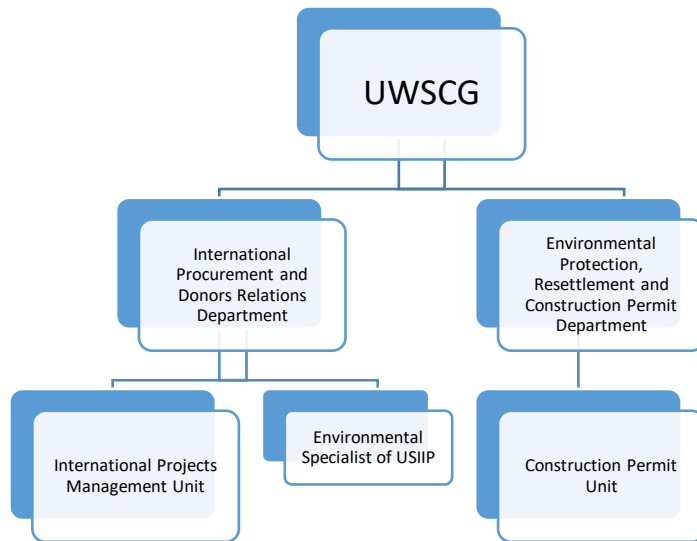 UWSCG
International
Procurement and
Donors Relations
Department
Environmental
Protection,
Resettlement and
Construction Permit
Department
International Projects
Management Unit
Environmental
Specialist of USIIP
Construction Permit
Unit